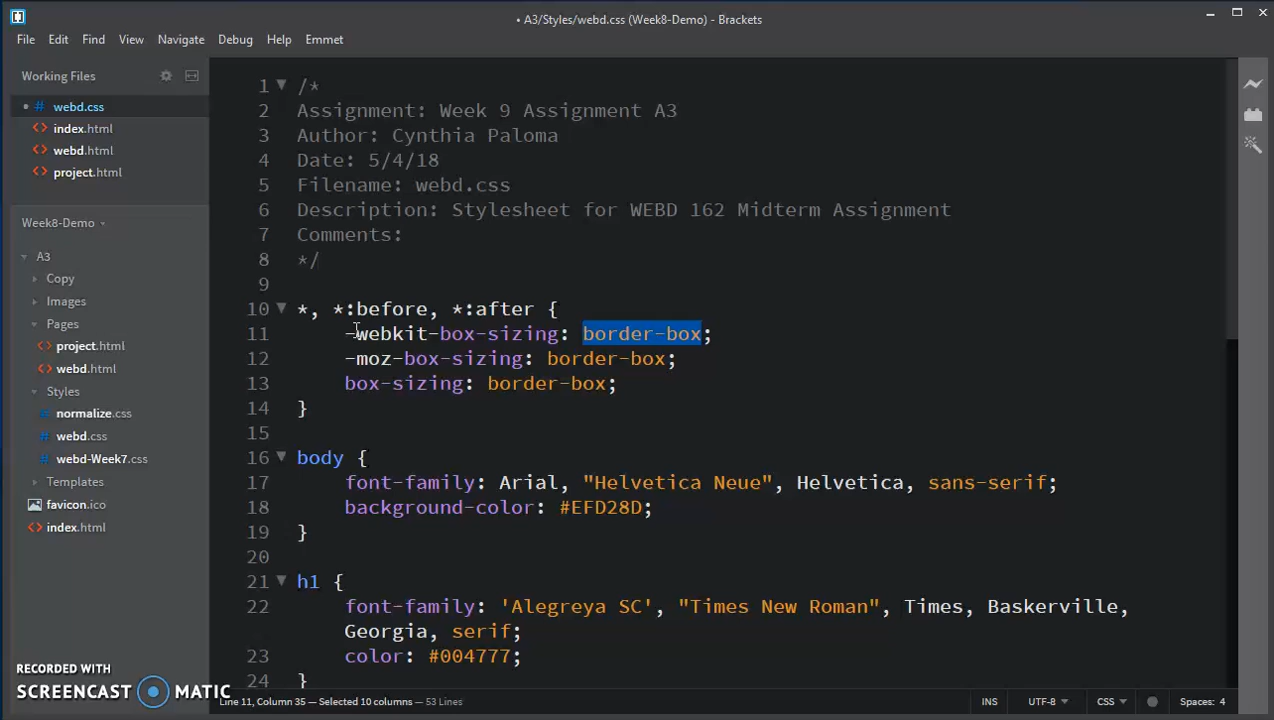 • A3/Styles/webd.css (Week8-Demo) - Brackets
File Edit Find View Navigate Debug Help Emmet
Working Files
webd.css
index.html
webd.html
project.html
Week8-Demo
A3
Copy
Images
Pages
project.html
webd.html
Styles
normalize.css
webd.css
webd-Week7.css
Templates
favicon.ico
index.html
1 /*
2 Assignment: Week 9 Assignment A3
3 Author: Cynthia Paloma
4 Date: 5/4/18
5 Filename: webd.css
6 Description: Stylesheet for WEBD 162 Midterm Assignment
7 Comments:
8 */
9
10 *, *:before, *:after {
11 -webkit-box-sizing: border-box;
12 -moz-box-sizing: border-box;
13 box-sizing: border-box;
14 }
15
16 body {
17 font-family: Arial, "Helvetica Neue", Helvetica, sans-serif;
18 background-color: #EFD28D;
19 }
20
21 h1 {
22 font-family: 'Alegreya SC', "Times New Roman", Times, Baskerville,
Georgia, serif;
23 color: #004777;
24 }
RECORDED WITH
SCREENCAST MATIC
Line 11, Column 35 — Selected 10 columns — 53 Lines
INS UTF-8 CSS Spaces: 4